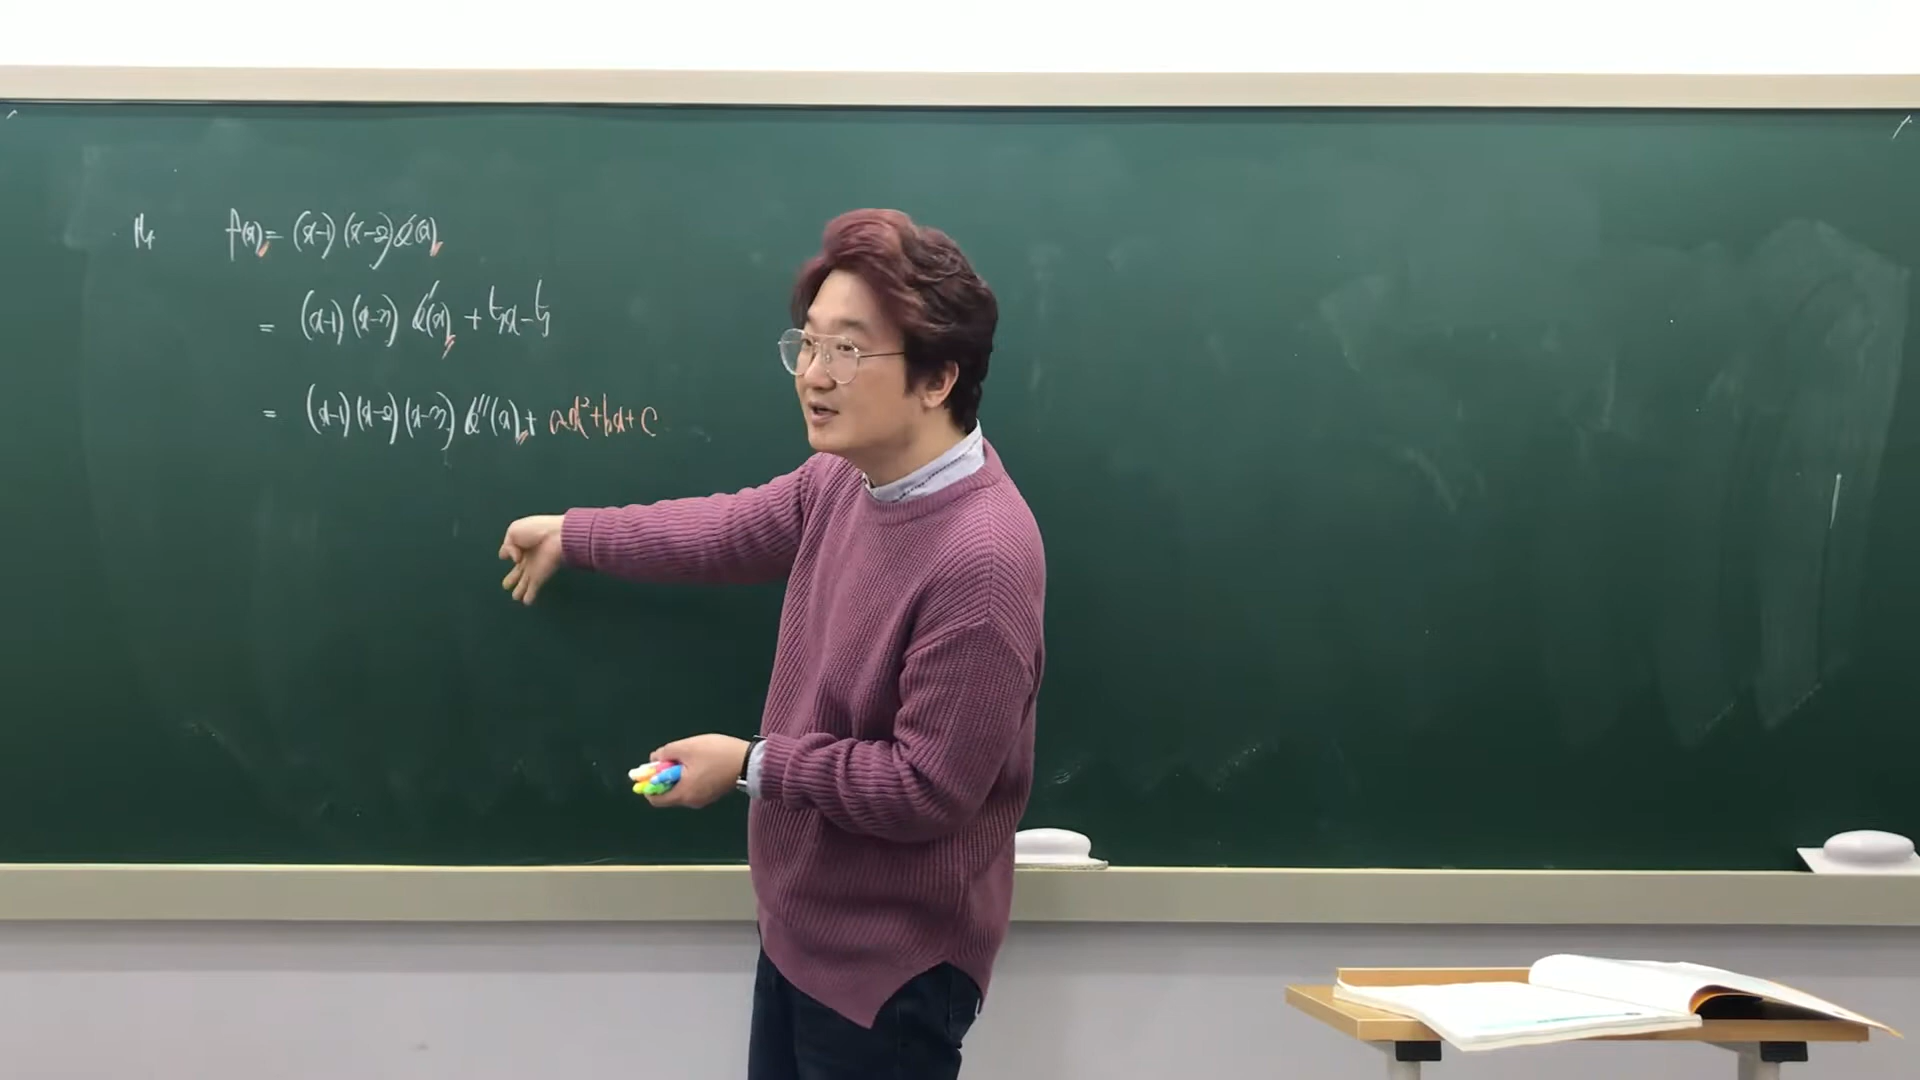 14. f(x) = (x-1)(x-2)Q(x)
= (x-1)(x-3) Q'(x) + 5x-5
= (x-1)(x-2)(x-3) Q''(x) + ax²+bx+c